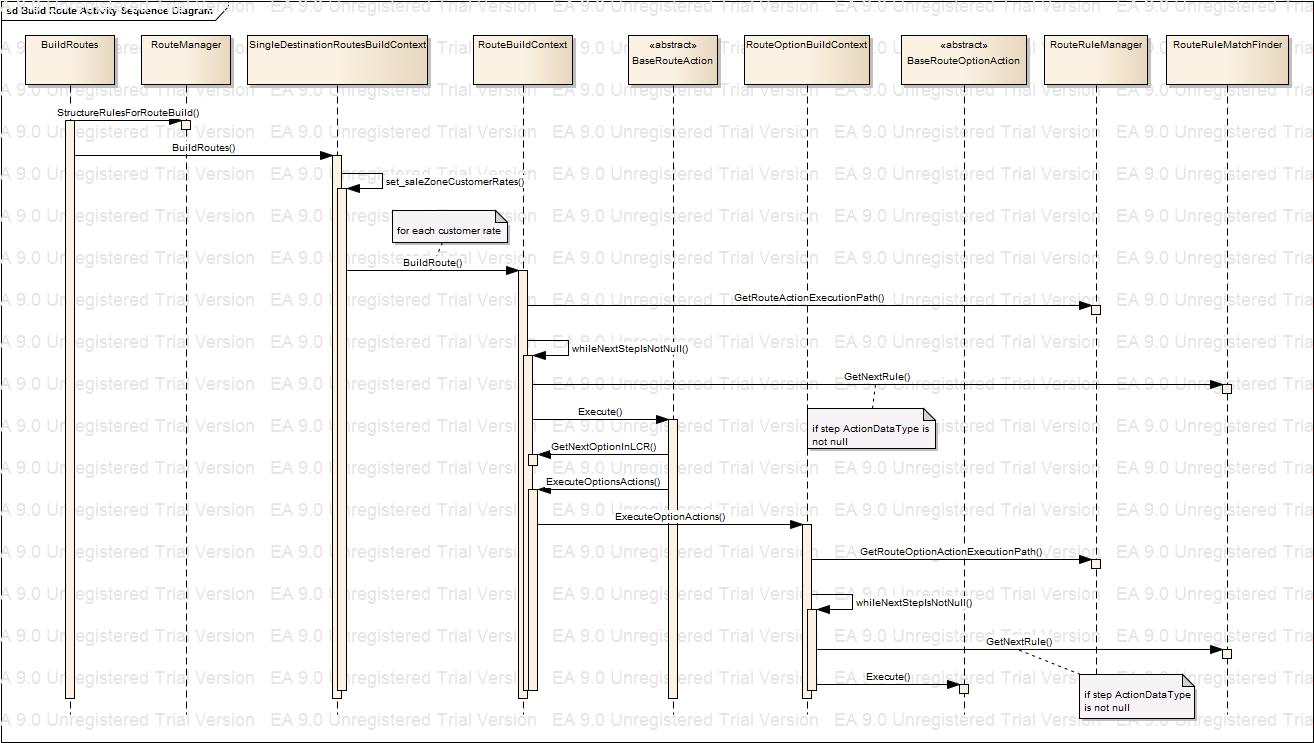 sd Build Route Activity Sequence Diagram
BuildRoutes
RouteManager
SingleDestinationRoutesBuildContext
RouteBuildContext
«abstract»
BaseRouteAction
RouteOptionBuildContext
«abstract»
BaseRouteOptionAction
RouteRuleManager
RouteRuleMatchFinder
StructureRulesForRouteBuild()
BuildRoutes()
set_saleZoneCustomerRates()
for each customer rate
BuildRoute()
GetRouteActionExecutionPath()
whileNextStepIsNotNull()
GetNextRule()
Execute()
if step ActionDataType is
not null
GetNextOptionInLCR()
ExecuteOptionsActions()
ExecuteOptionActions()
GetRouteOptionActionExecutionPath()
whileNextStepIsNotNull()
GetNextRule()
Execute()
if step ActionDataType
is not null
EA 9.0 Unregistered Trial Version